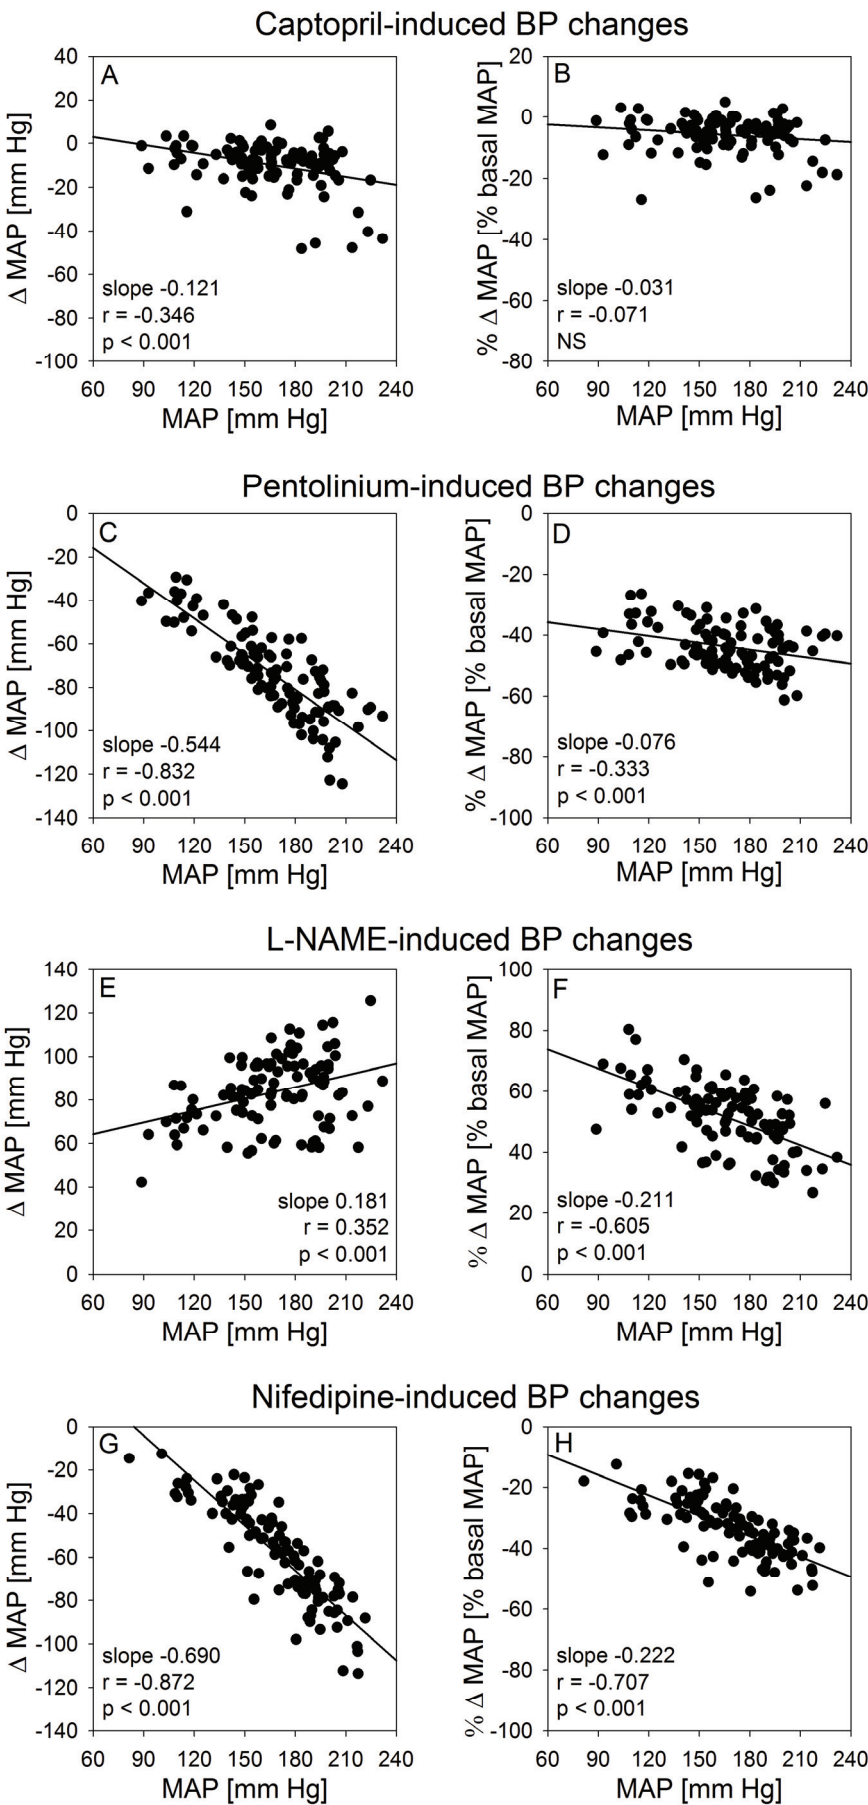 Captopril-induced BP changes
A
40
20
0
-20
-40
-60
-80
-100
Δ MAP [mm Hg]
slope -0.121
r = -0.346
p < 0.001
60 90 120 150 180 210 240
MAP [mm Hg]
B
20
0
-20
-40
-60
-80
% Δ MAP [% basal MAP]
slope -0.031
r = -0.071
NS
60 90 120 150 180 210 240
MAP [mm Hg]
Pentolinium-induced BP changes
C
0
-20
-40
-60
-80
-100
-120
-140
Δ MAP [mm Hg]
slope -0.544
r = -0.832
p < 0.001
60 90 120 150 180 210 240
MAP [mm Hg]
D
0
-20
-40
-60
-80
-100
% Δ MAP [% basal MAP]
slope -0.076
r = -0.333
p < 0.001
60 90 120 150 180 210 240
MAP [mm Hg]
L-NAME-induced BP changes
E
140
120
100
80
60
40
20
0
Δ MAP [mm Hg]
slope 0.181
r = 0.352
p < 0.001
60 90 120 150 180 210 240
MAP [mm Hg]
F
100
80
60
40
20
0
% Δ MAP [% basal MAP]
slope -0.211
r = -0.605
p < 0.001
60 90 120 150 180 210 240
MAP [mm Hg]
Nifedipine-induced BP changes
G
0
-20
-40
-60
-80
-100
-120
-140
Δ MAP [mm Hg]
slope -0.690
r = -0.872
p < 0.001
60 90 120 150 180 210 240
MAP [mm Hg]
H
0
-20
-40
-60
-80
-100
% Δ MAP [% basal MAP]
slope -0.222
r = -0.707
p < 0.001
60 90 120 150 180 210 240
MAP [mm Hg]